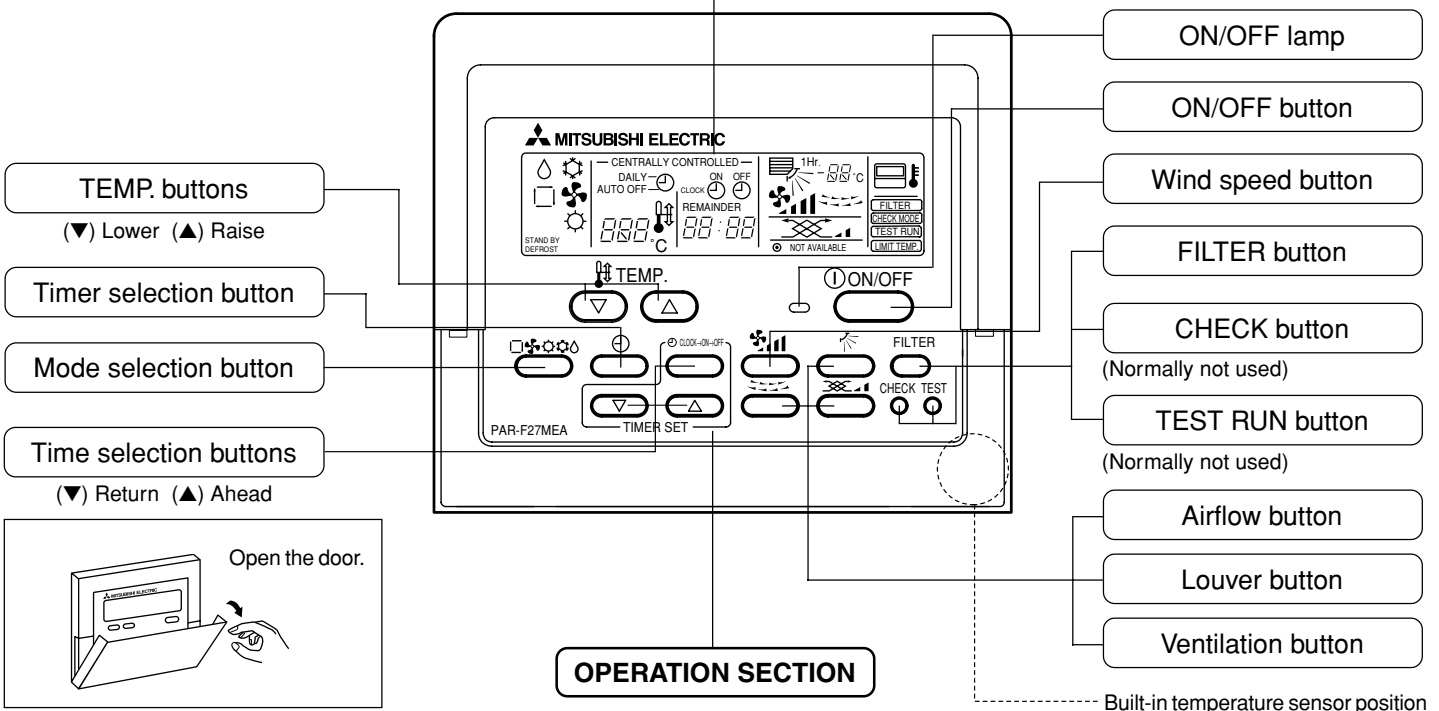 ON/OFF lamp
ON/OFF button
Wind speed button
FILTER button
CHECK button
(Normally not used)
TEST RUN button
(Normally not used)
Airflow button
Louver button
Ventilation button
Built-in temperature sensor position
TEMP. buttons
(▼) Lower (▲) Raise
Timer selection button
Mode selection button
Time selection buttons
(▼) Return (▲) Ahead
Open the door.
MITSUBISHI ELECTRIC
MITSUBISHI ELECTRIC
CENTRALLY CONTROLLED
DAILY
AUTO OFF
CLOCK
ON OFF
REMAINDER
88:88
888
°C
STAND BY
DEFROST
1Hr.
-88°C
NOT AVAILABLE
FILTER
CHECK MODE
TEST RUN
LIMIT TEMP.
TEMP.
▽ △
ON/OFF
CLOCK→ON→OFF
FILTER
CHECK TEST
▽ △
TIMER SET
PAR-F27MEA
OPERATION SECTION